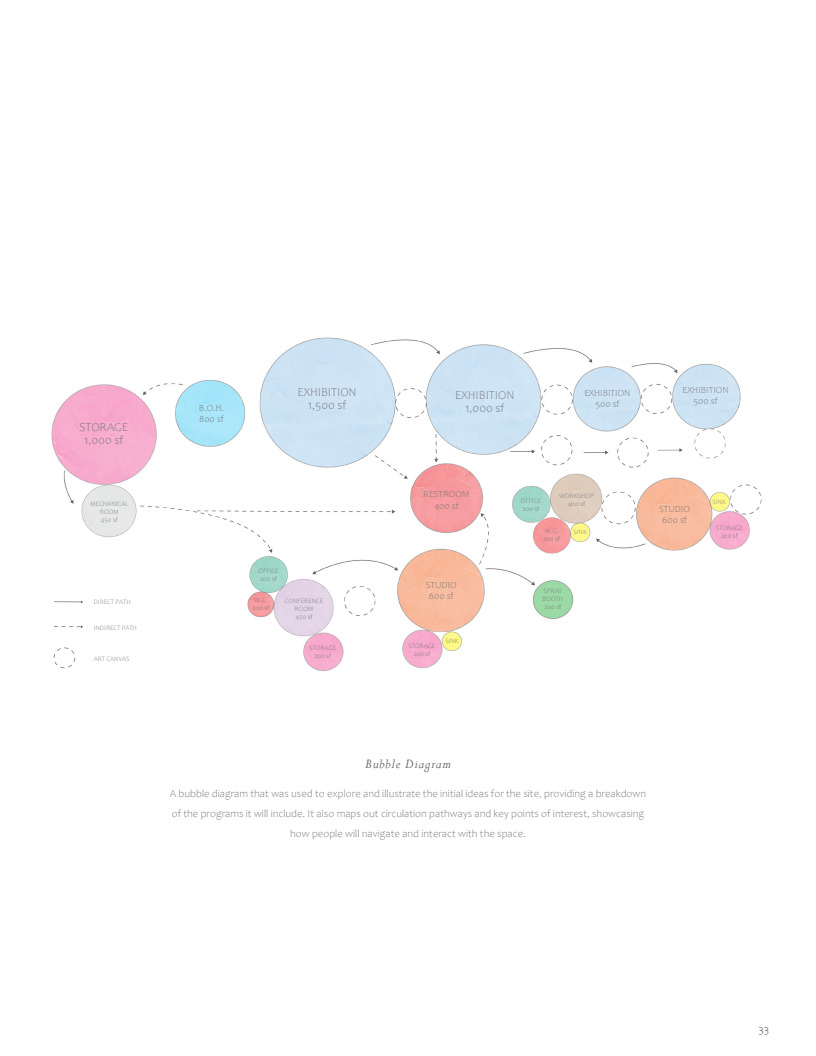 EXHIBITION
1,500 sf
EXHIBITION
1,000 sf
EXHIBITION
500 sf
EXHIBITION
500 sf
STORAGE
1,000 sf
B.O.H.
800 sf
MECHANICAL
ROOM
450 sf
RESTROOM
400 sf
OFFICE
200 sf
WORKSHOP
400 sf
W.C.
200 sf
SINK
STUDIO
600 sf
SINK
STORAGE
200 sf
OFFICE
200 sf
W.C.
200 sf
CONFERENCE
ROOM
450 sf
STORAGE
200 sf
STUDIO
600 sf
STORAGE
200 sf
SINK
SPRAY
BOOTH
200 sf
DIRECT PATH
INDIRECT PATH
ART CANVAS
Bubble Diagram
A bubble diagram that was used to explore and illustrate the initial ideas for the site, providing a breakdown
of the programs it will include. It also maps out circulation pathways and key points of interest, showcasing
how people will navigate and interact with the space.
33